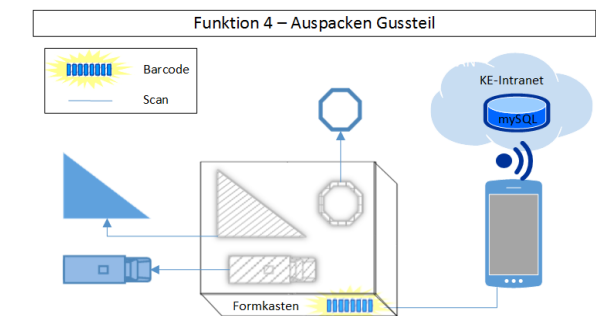 Funktion 4 – Auspacken Gussteil
Barcode
Scan
KE-Intranet
mySQL
Formkasten